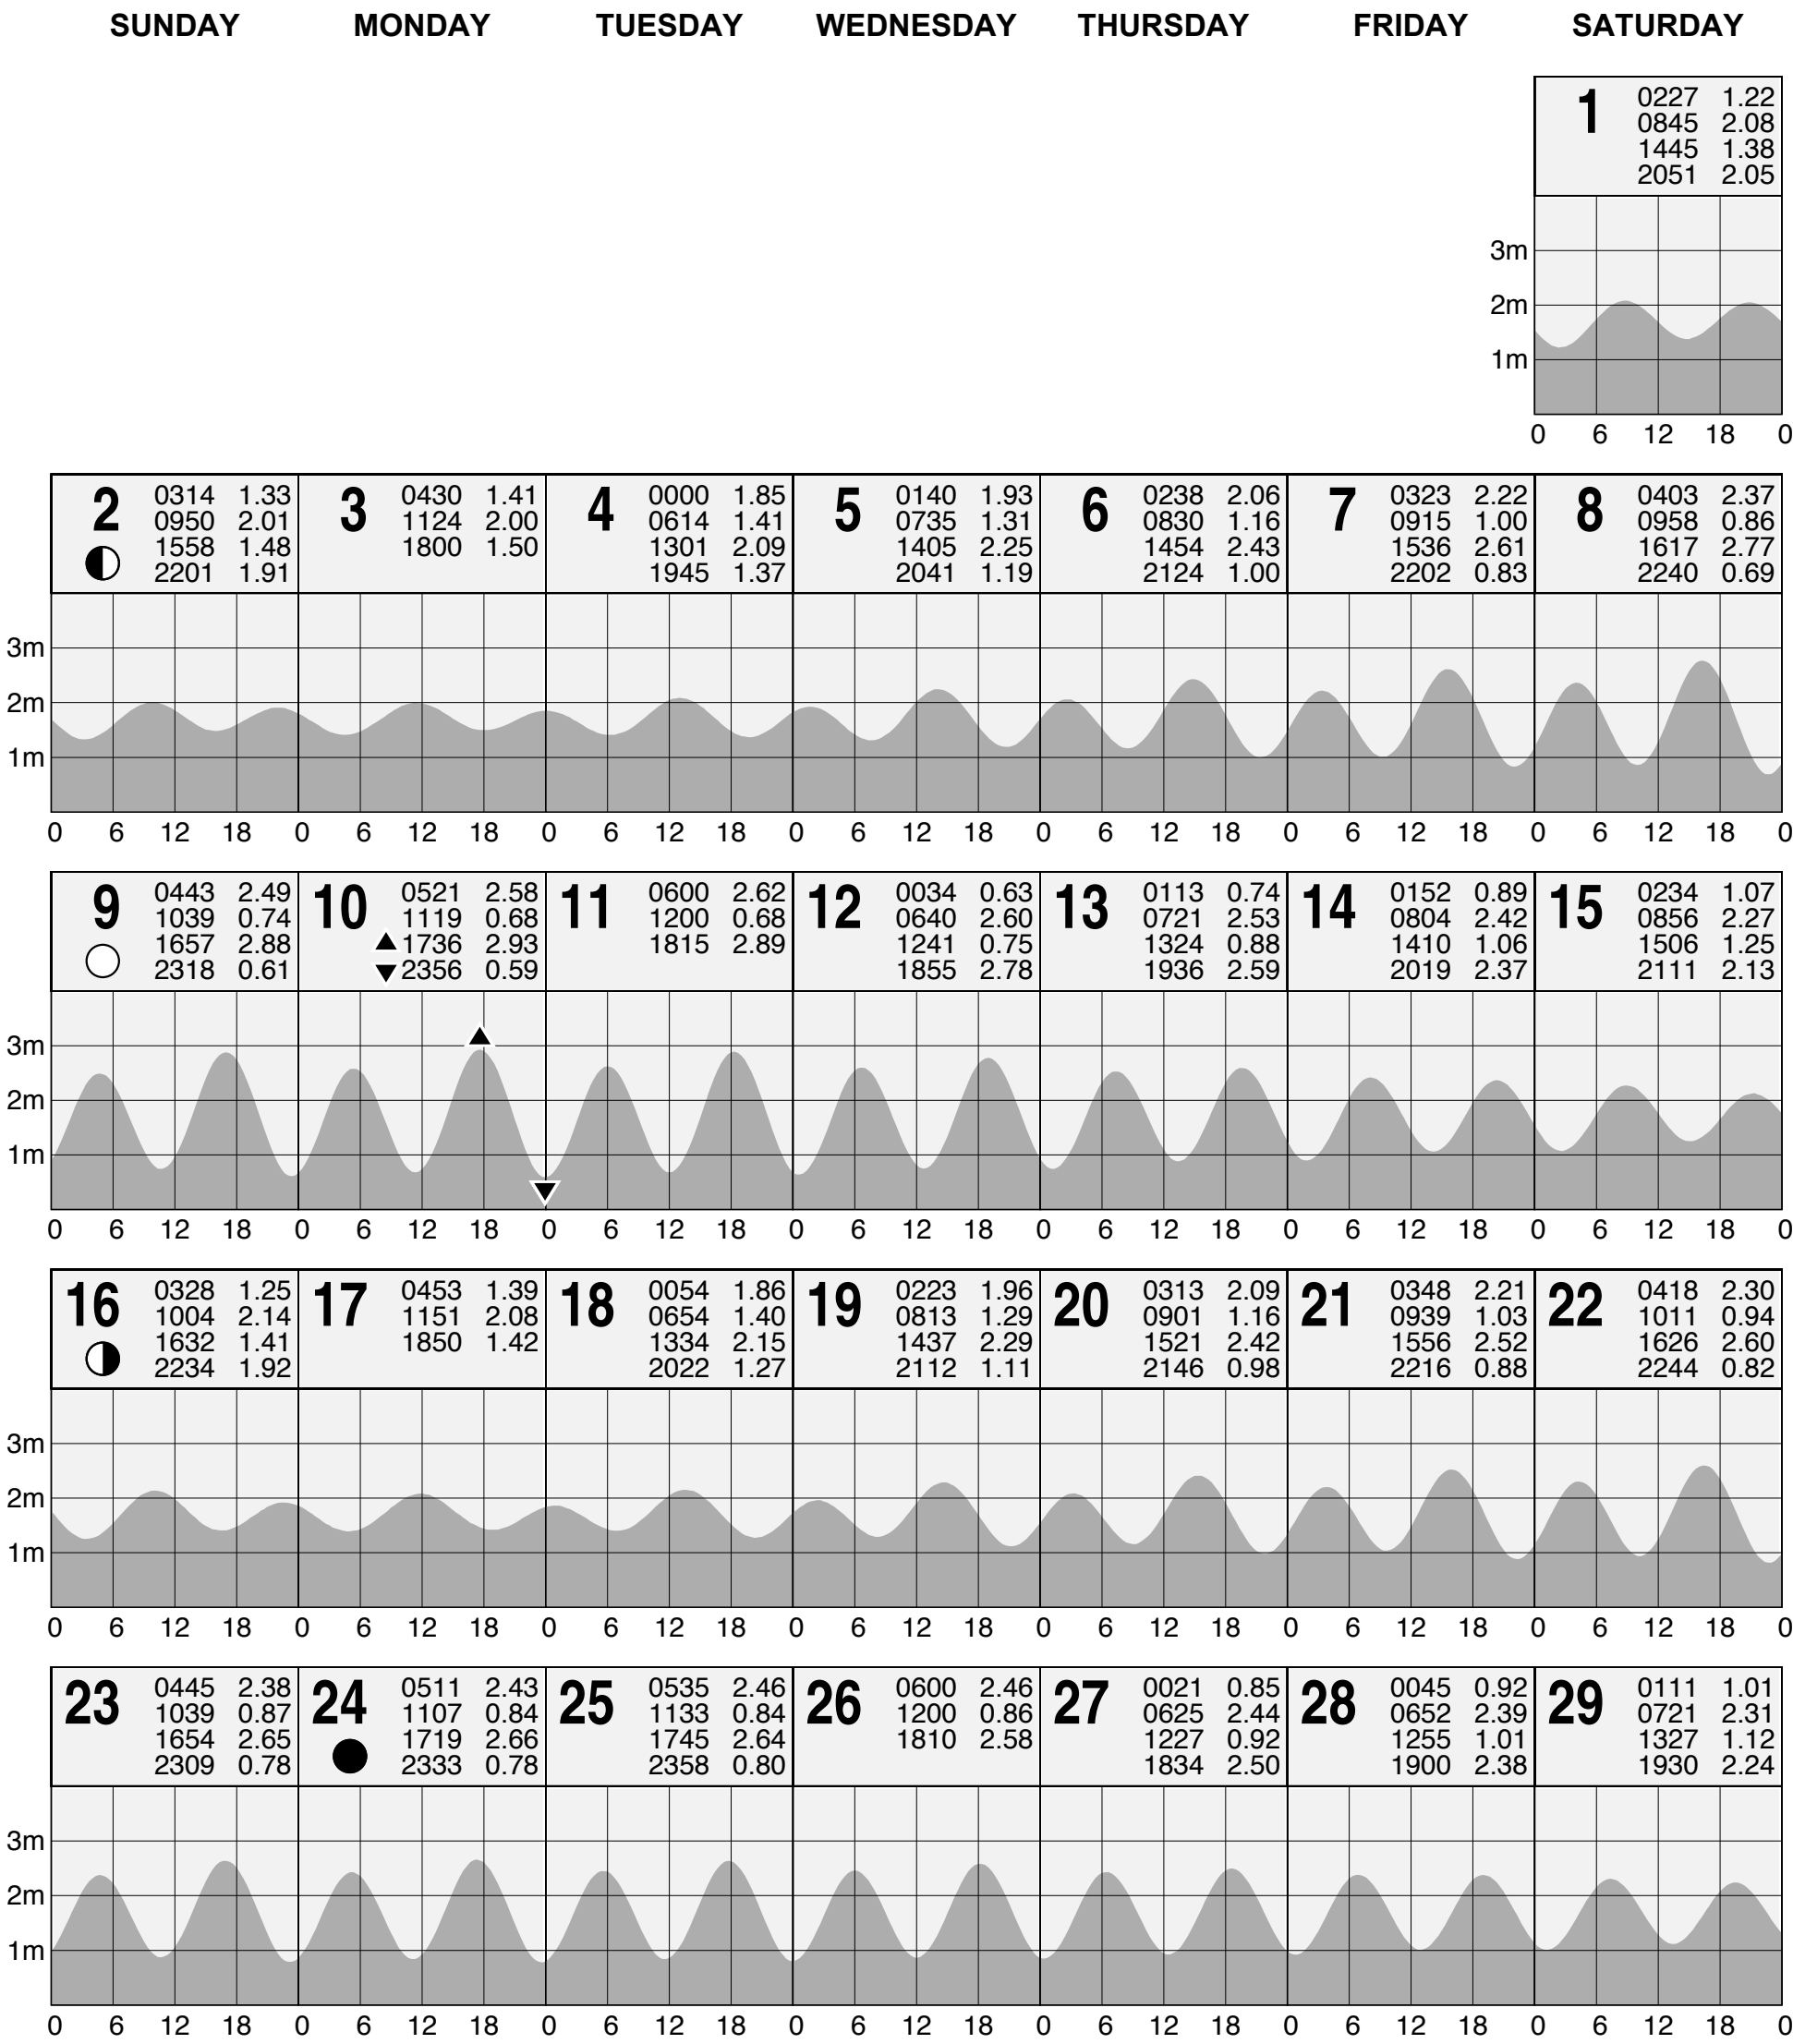 SUNDAY MONDAY TUESDAY WEDNESDAY THURSDAY FRIDAY SATURDAY
1 0227 1.22
0845 2.08
1445 1.38
2051 2.05
3m
2m
1m
0 6 12 18 0
2 0314 1.33
0950 2.01
1558 1.48
2201 1.91
3 0430 1.41
1124 2.00
1800 1.50
4 0000 1.85
0614 1.41
1301 2.09
1945 1.37
5 0140 1.93
0735 1.31
1405 2.25
2041 1.19
6 0238 2.06
0830 1.16
1454 2.43
2124 1.00
7 0323 2.22
0915 1.00
1536 2.61
2202 0.83
8 0403 2.37
0958 0.86
1617 2.77
2240 0.69
3m
2m
1m
0 6 12 18 0 6 12 18 0 6 12 18 0 6 12 18 0 6 12 18 0 6 12 18 0 6 12 18 0
9 0443 2.49
1039 0.74
1657 2.88
2318 0.61
10 0521 2.58
1119 0.68
▲1736 2.93
▼2356 0.59
11 0600 2.62
1200 0.68
1815 2.89
12 0034 0.63
0640 2.60
1241 0.75
1855 2.78
13 0113 0.74
0721 2.53
1324 0.88
1936 2.59
14 0152 0.89
0804 2.42
1410 1.06
2019 2.37
15 0234 1.07
0856 2.27
1506 1.25
2111 2.13
3m
2m
1m
0 6 12 18 0 6 12 18 0 6 12 18 0 6 12 18 0 6 12 18 0 6 12 18 0 6 12 18 0
16 0328 1.25
1004 2.14
1632 1.41
2234 1.92
17 0453 1.39
1151 2.08
1850 1.42
18 0054 1.86
0654 1.40
1334 2.15
2022 1.27
19 0223 1.96
0813 1.29
1437 2.29
2112 1.11
20 0313 2.09
0901 1.16
1521 2.42
2146 0.98
21 0348 2.21
0939 1.03
1556 2.52
2216 0.88
22 0418 2.30
1011 0.94
1626 2.60
2244 0.82
3m
2m
1m
0 6 12 18 0 6 12 18 0 6 12 18 0 6 12 18 0 6 12 18 0 6 12 18 0 6 12 18 0
23 0445 2.38
1039 0.87
1654 2.65
2309 0.78
24 0511 2.43
1107 0.84
1719 2.66
2333 0.78
25 0535 2.46
1133 0.84
1745 2.64
2358 0.80
26 0600 2.46
1200 0.86
1810 2.58
27 0021 0.85
0625 2.44
1227 0.92
1834 2.50
28 0045 0.92
0652 2.39
1255 1.01
1900 2.38
29 0111 1.01
0721 2.31
1327 1.12
1930 2.24
3m
2m
1m
0 6 12 18 0 6 12 18 0 6 12 18 0 6 12 18 0 6 12 18 0 6 12 18 0 6 12 18 0